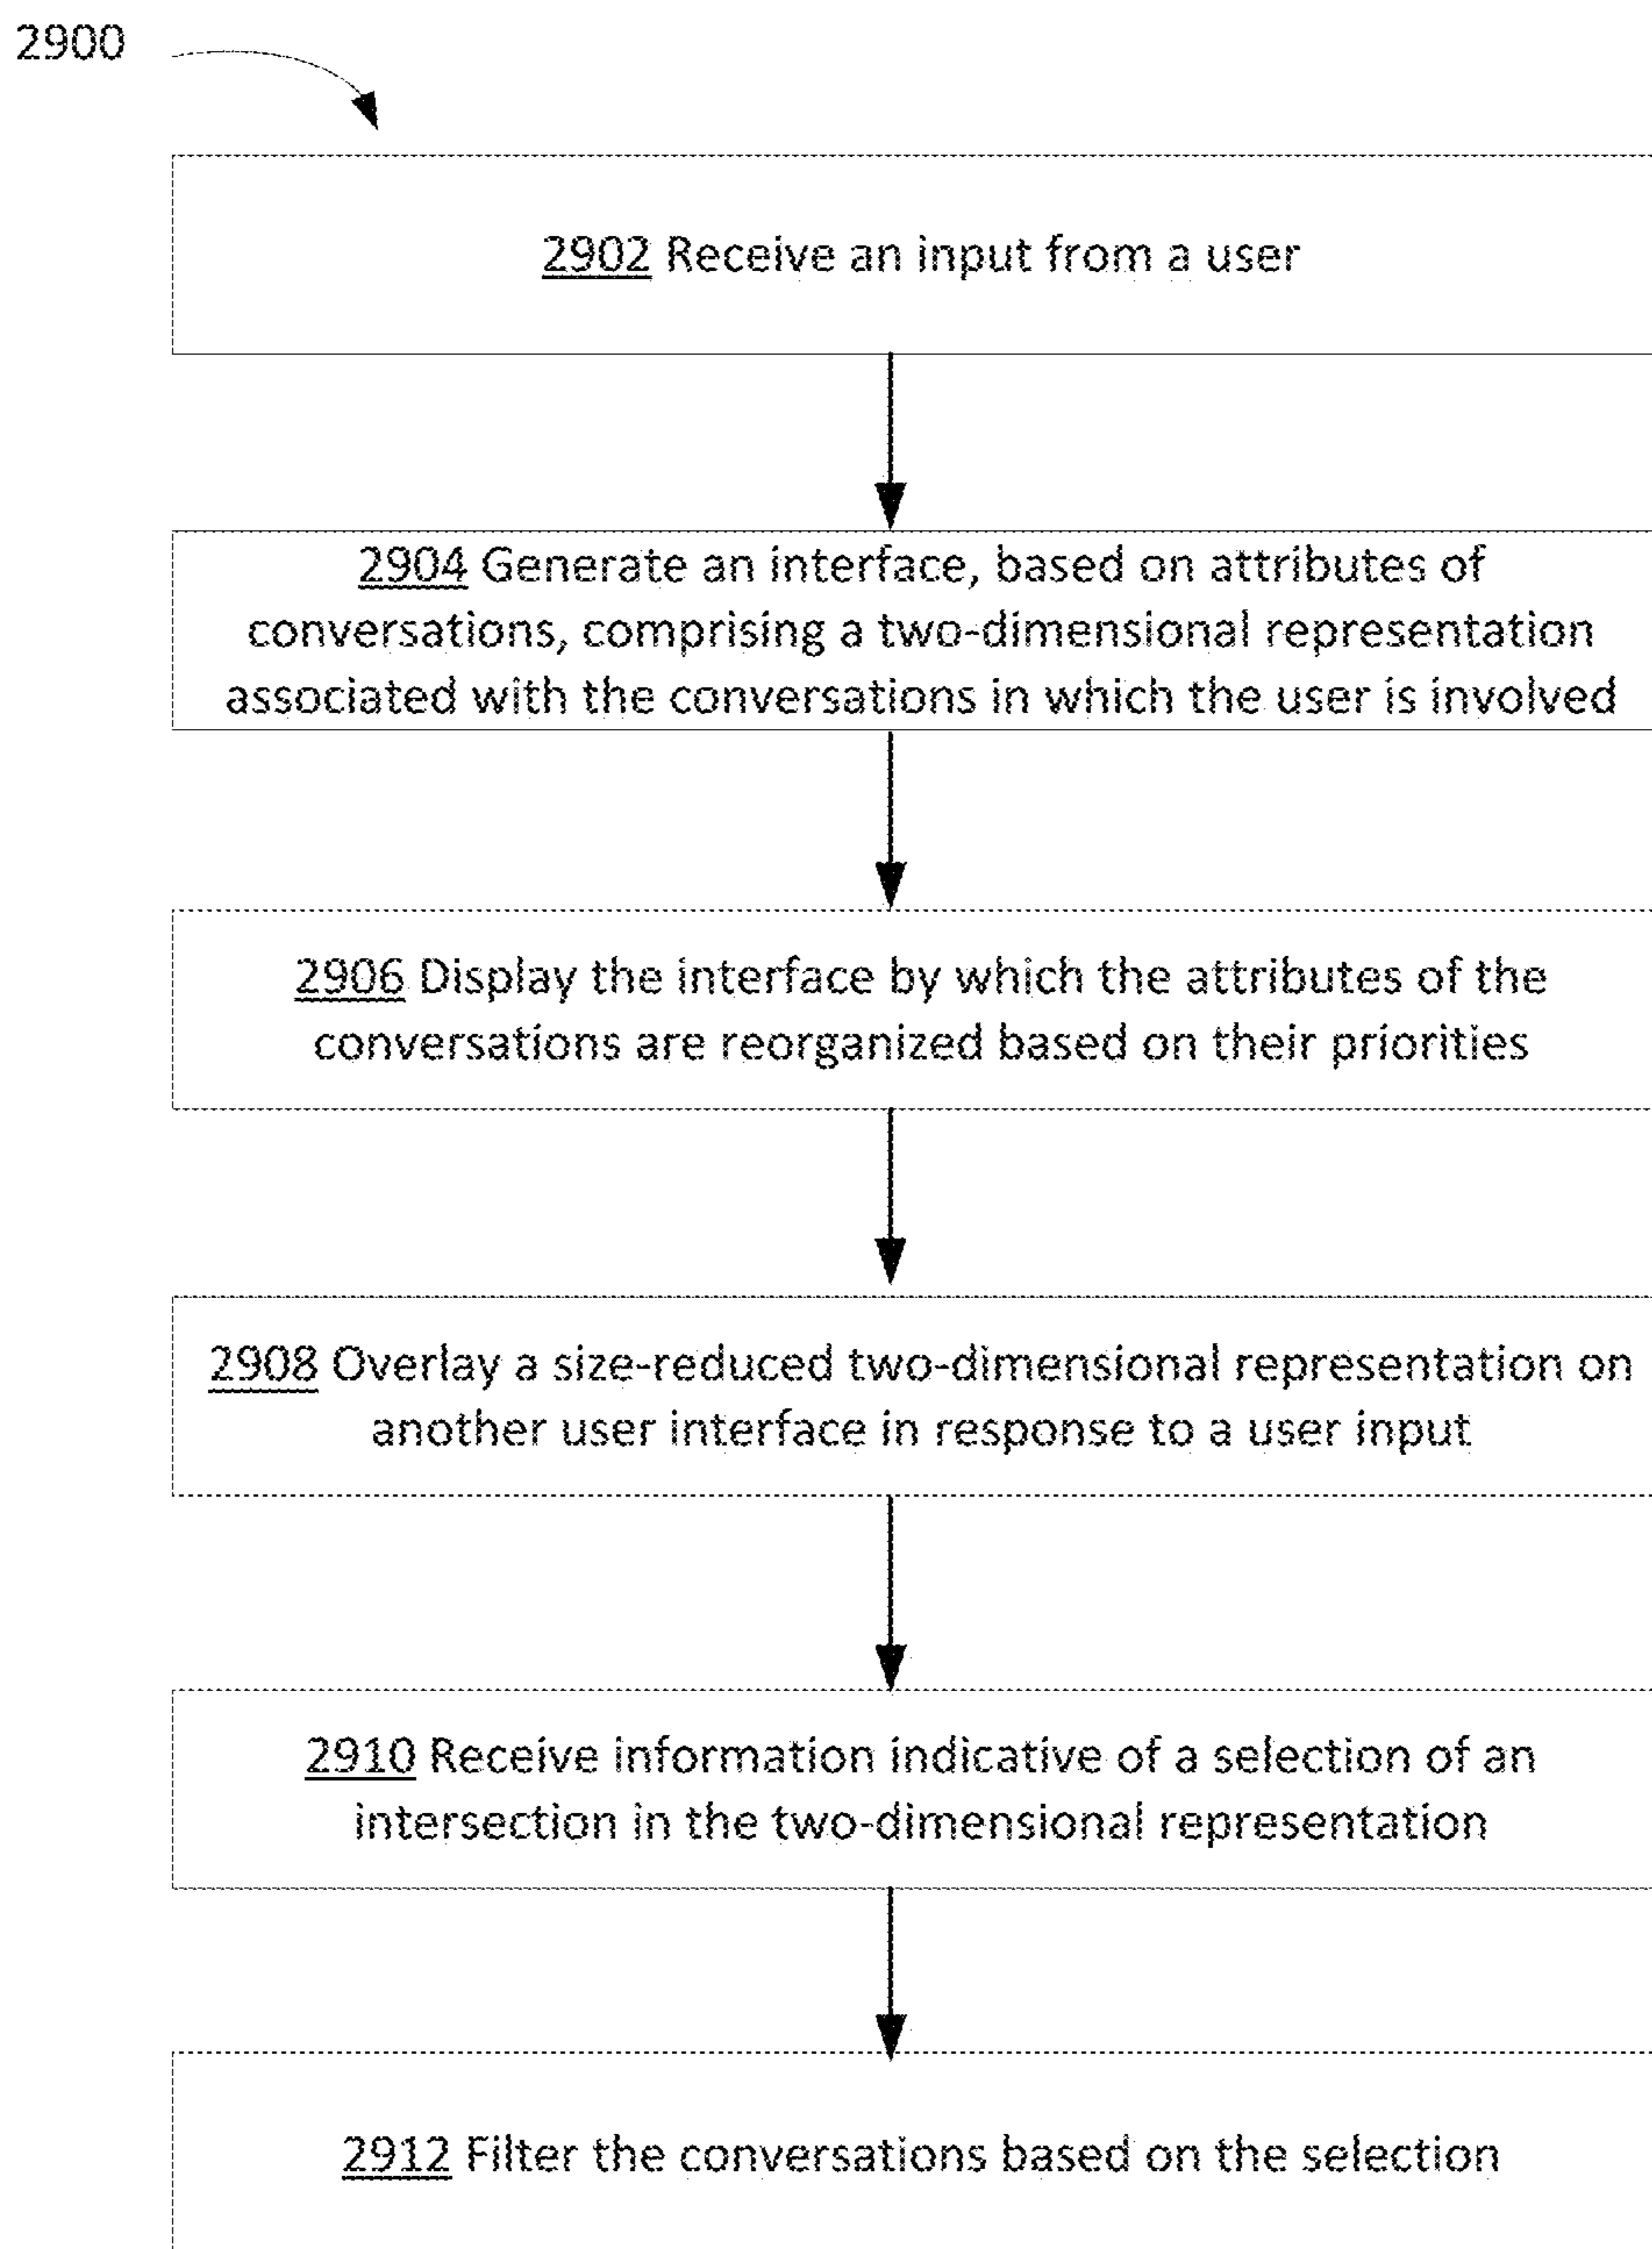 2900
2902 Receive an input from a user
2904 Generate an interface, based on attributes of
conversations, comprising a two-dimensional representation
associated with the conversations in which the user is involved
2906 Display the interface by which the attributes of the
conversations are reorganized based on their priorities
2908 Overlay a size-reduced two-dimensional representation on
another user interface in response to a user input
2910 Receive information indicative of a selection of an
intersection in the two-dimensional representation
2912 Filter the conversations based on the selection